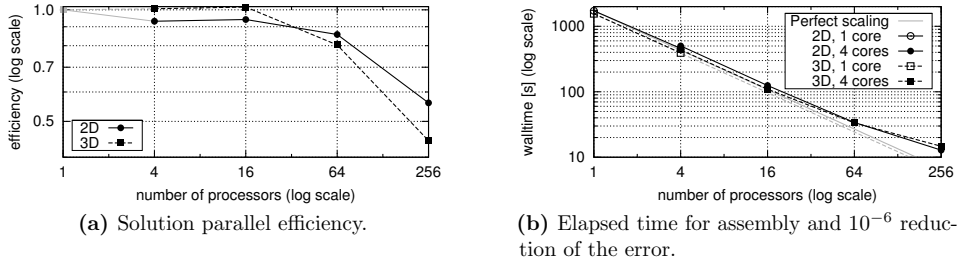 efficiency (log scale)
1.0
0.7
0.5
2D
3D
1 4 16 64 256
number of processors (log scale)
(a) Solution parallel efficiency.
walltime [s] (log scale)
1000
100
10
Perfect scaling
2D, 1 core
2D, 4 cores
3D, 1 core
3D, 4 cores
1 4 16 64 256
number of processors (log scale)
(b) Elapsed time for assembly and 10⁻⁶ reduc-
tion of the error.